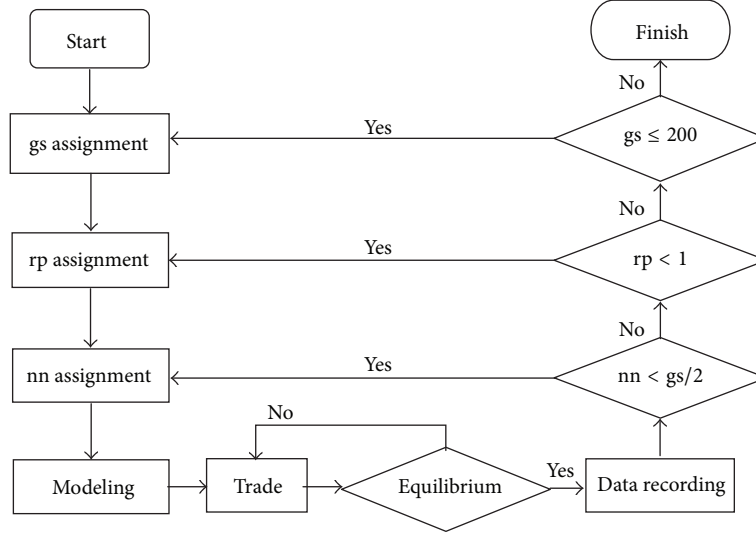 Start
Finish
No
gs assignment
Yes
gs ≤ 200
No
rp assignment
Yes
rp < 1
No
nn assignment
Yes
nn < gs/2
No
Modeling
Trade
Equilibrium
Yes
Data recording